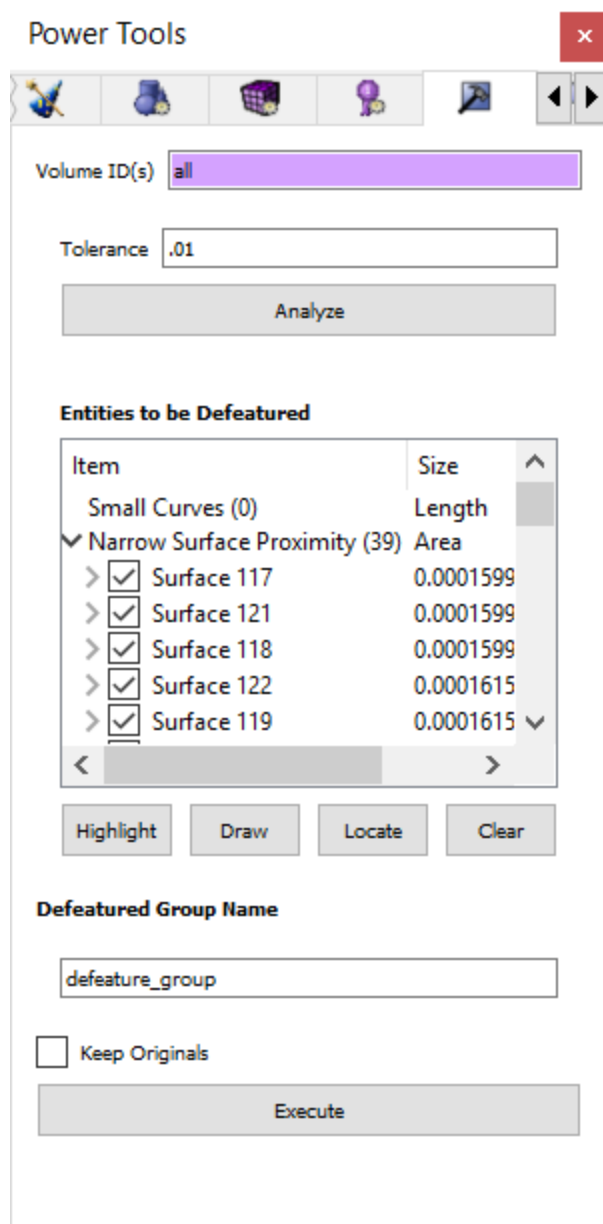 Power Tools
Volume ID(s) all
Tolerance .01
Analyze
Entities to be Defeatured
Item Size
Small Curves (0) Length
Narrow Surface Proximity (39) Area
Surface 117 0.0001599
Surface 121 0.0001599
Surface 118 0.0001599
Surface 122 0.0001615
Surface 119 0.0001615
Highlight Draw Locate Clear
Defeatured Group Name
defeature_group
Keep Originals
Execute